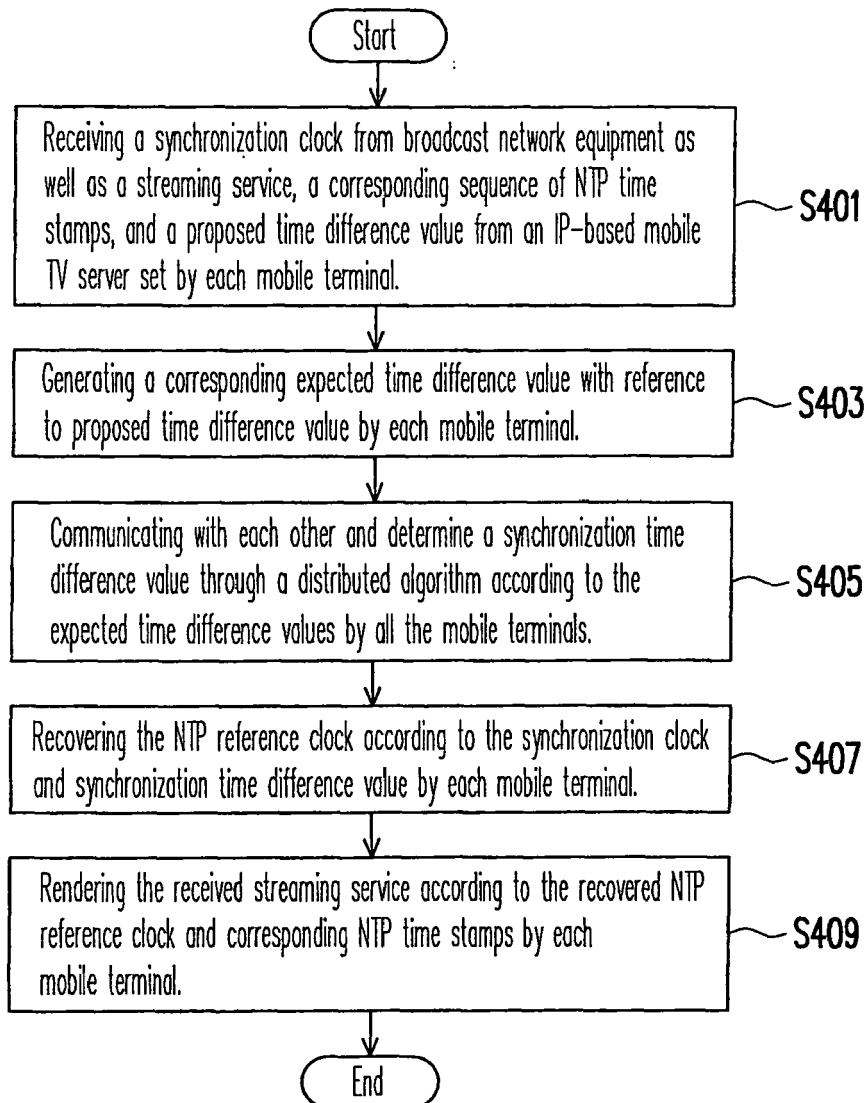 Start
Receiving a synchronization clock from broadcast network equipment as
well as a streaming service, a corresponding sequence of NTP time
stamps, and a proposed time difference value from an IP-based mobile
TV server set by each mobile terminal.
S401
Generating a corresponding expected time difference value with reference
to proposed time difference value by each mobile terminal.
S403
Communicating with each other and determine a synchronization time
difference value through a distributed algorithm according to the
expected time difference values by all the mobile terminals.
S405
Recovering the NTP reference clock according to the synchronization clock
and synchronization time difference value by each mobile terminal.
S407
Rendering the received streaming service according to the recovered NTP
reference clock and corresponding NTP time stamps by each
mobile terminal.
S409
End